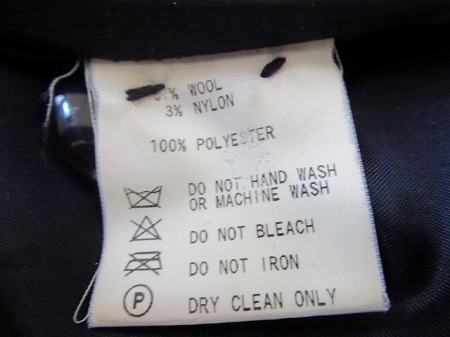 % WOOL
3% NYLON
100% POLYESTER
DO NOT HAND WASH
OR MACHINE WASH
DO NOT BLEACH
DO NOT IRON
P DRY CLEAN ONLY